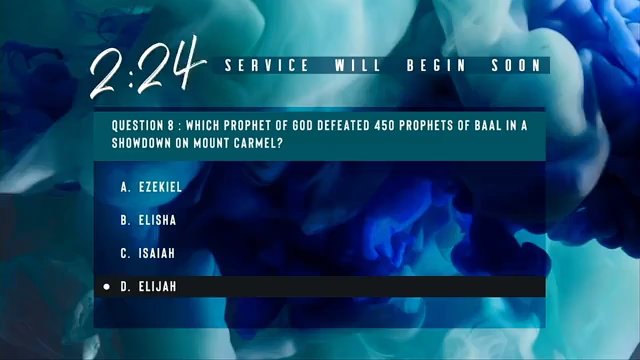 2:24 SERVICE WILL BEGIN SOON
QUESTION 8 : WHICH PROPHET OF GOD DEFEATED 450 PROPHETS OF BAAL IN A
SHOWDOWN ON MOUNT CARMEL?
A. EZEKIEL
B. ELISHA
C. ISAIAH
D. ELIJAH